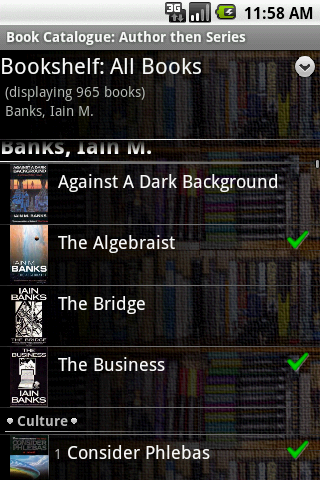 3G 11:58 AM
Book Catalogue: Author then Series
Bookshelf: All Books
(displaying 965 books)
Banks, Iain M.
Banks, Iain M.
AGAINST A DARK BACKGROUND
IAIN M. BANKS
Against A Dark Background
THE ALGEBRAIST
IAIN M.
BANKS
The Algebraist
IAIN
BANKS
THE BRIDGE
The Bridge
THE
BUSINESS
IAIN
BANKS
The Business
Culture
CONSIDER
PHLEBAS
1 Consider Phlebas